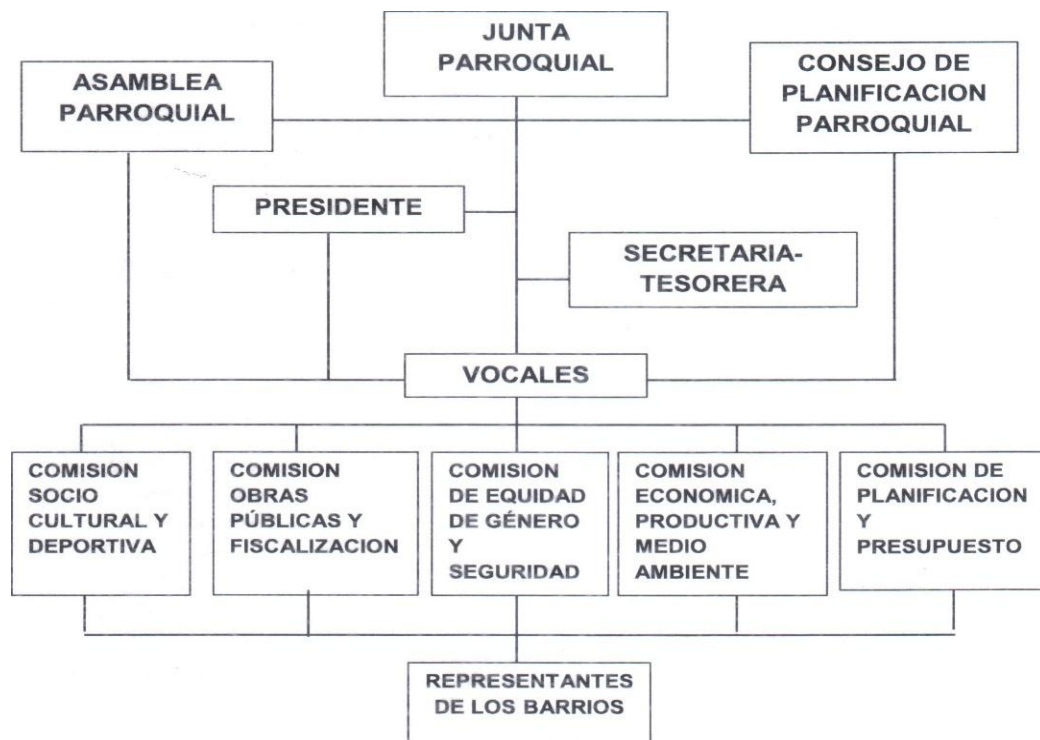 JUNTA
PARROQUIAL
ASAMBLEA
PARROQUIAL
CONSEJO DE
PLANIFICACION
PARROQUIAL
PRESIDENTE
SECRETARIA-
TESORERA
VOCALES
COMISION
SOCIO
CULTURAL Y
DEPORTIVA
COMISION
OBRAS
PÚBLICAS Y
FISCALIZACION
COMISION
DE EQUIDAD
DE GÉNERO
Y
SEGURIDAD
COMISION
ECONOMICA,
PRODUCTIVA Y
MEDIO
AMBIENTE
COMISION DE
PLANIFICACION
Y
PRESUPUESTO
REPRESENTANTES
DE LOS BARRIOS